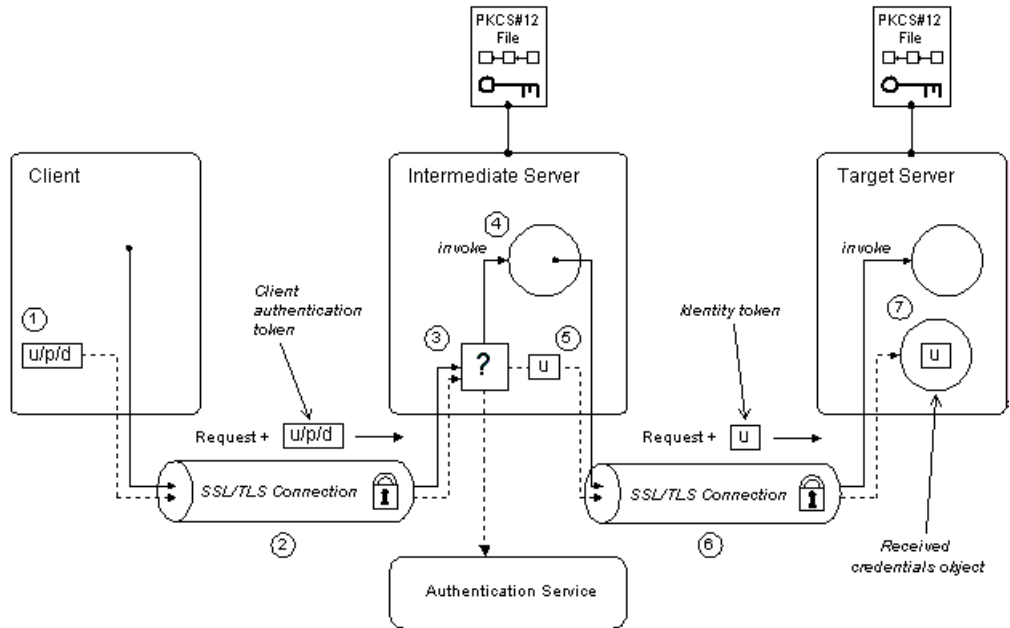 PKCS#12
File
PKCS#12
File
Client
Intermediate Server
Target Server
4
invoke
invoke
Client
authentication
token
Identity token
1
3
5
7
u/p/d
?
u
u
Request + u/p/d
Request + u
SSL/TLS Connection
SSL/TLS Connection
2
6
Received
credentials object
Authentication Service